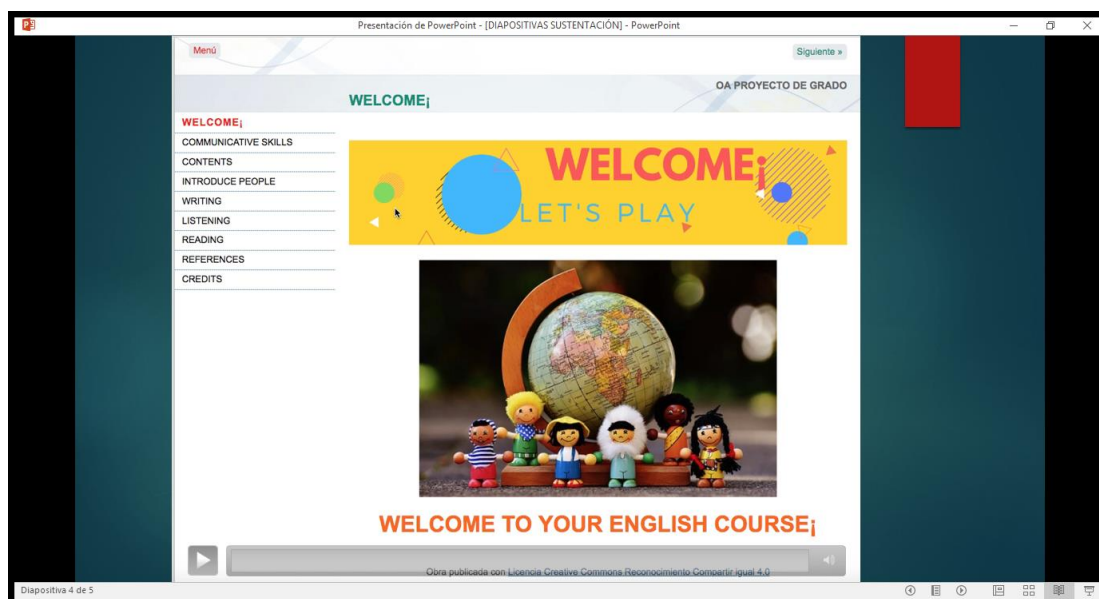 Presentación de PowerPoint - [DIAPOSITIVAS SUSTENTACIÓN] - PowerPoint
Menú
Siguiente »
OA PROYECTO DE GRADO
WELCOME¡
WELCOME¡
COMMUNICATIVE SKILLS
CONTENTS
INTRODUCE PEOPLE
WRITING
LISTENING
READING
REFERENCES
CREDITS
WELCOME¡
LET'S PLAY
WELCOME TO YOUR ENGLISH COURSE¡
Obra publicada con Licencia Creative Commons Reconocimiento Compartir igual 4.0
Diapositiva 4 de 5